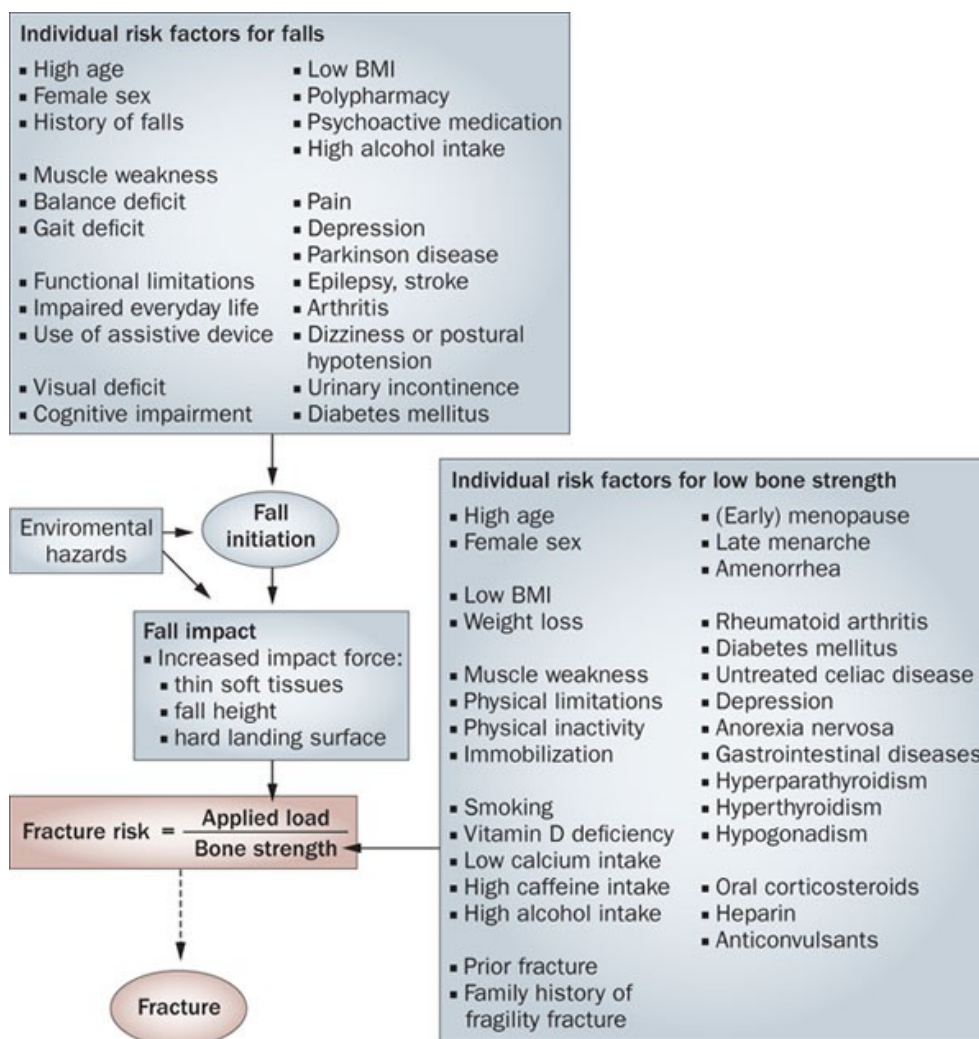 Individual risk factors for falls
▪ High age
▪ Female sex
▪ History of falls
▪ Muscle weakness
▪ Balance deficit
▪ Gait deficit
▪ Functional limitations
▪ Impaired everyday life
▪ Use of assistive device
▪ Visual deficit
▪ Cognitive impairment
▪ Low BMI
▪ Polypharmacy
▪ Psychoactive medication
▪ High alcohol intake
▪ Pain
▪ Depression
▪ Parkinson disease
▪ Epilepsy, stroke
▪ Arthritis
▪ Dizziness or postural
hypotension
▪ Urinary incontinence
▪ Diabetes mellitus
Enviromental
hazards
Fall
initiation
Fall impact
▪ Increased impact force:
▪ thin soft tissues
▪ fall height
▪ hard landing surface
Fracture risk = Applied load
Bone strength
Fracture
Individual risk factors for low bone strength
▪ High age
▪ Female sex
▪ Low BMI
▪ Weight loss
▪ Muscle weakness
▪ Physical limitations
▪ Physical inactivity
▪ Immobilization
▪ Smoking
▪ Vitamin D deficiency
▪ Low calcium intake
▪ High caffeine intake
▪ High alcohol intake
▪ Prior fracture
▪ Family history of
fragility fracture
▪ (Early) menopause
▪ Late menarche
▪ Amenorrhea
▪ Rheumatoid arthritis
▪ Diabetes mellitus
▪ Untreated celiac disease
▪ Depression
▪ Anorexia nervosa
▪ Gastrointestinal diseases
▪ Hyperparathyroidism
▪ Hyperthyroidism
▪ Hypogonadism
▪ Oral corticosteroids
▪ Heparin
▪ Anticonvulsants